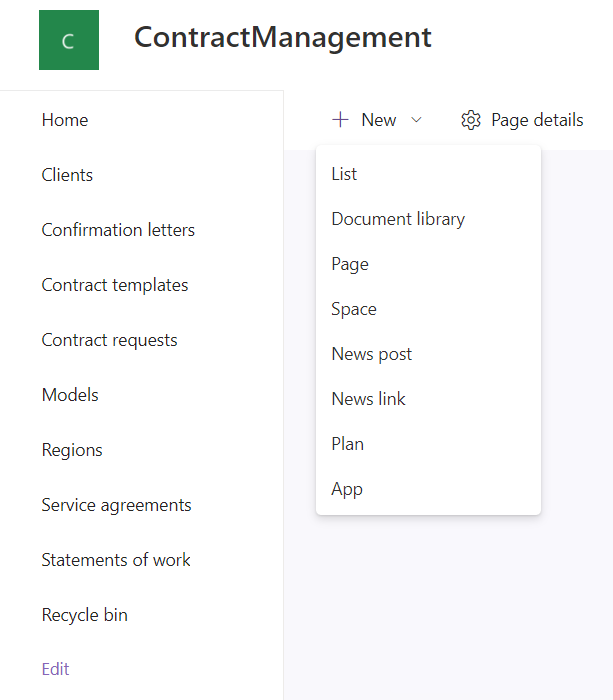 C
ContractManagement
Home
Clients
Confirmation letters
Contract templates
Contract requests
Models
Regions
Service agreements
Statements of work
Recycle bin
Edit
New
Page details
List
Document library
Page
Space
News post
News link
Plan
App